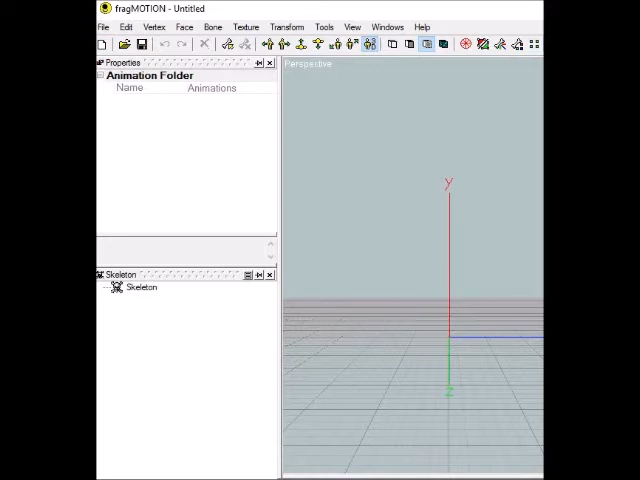 fragMOTION - Untitled
File Edit Vertex Face Bone Texture Transform Tools View Windows Help
Properties
Animation Folder
Name Animations
Skeleton
Skeleton
Perspective
y
z